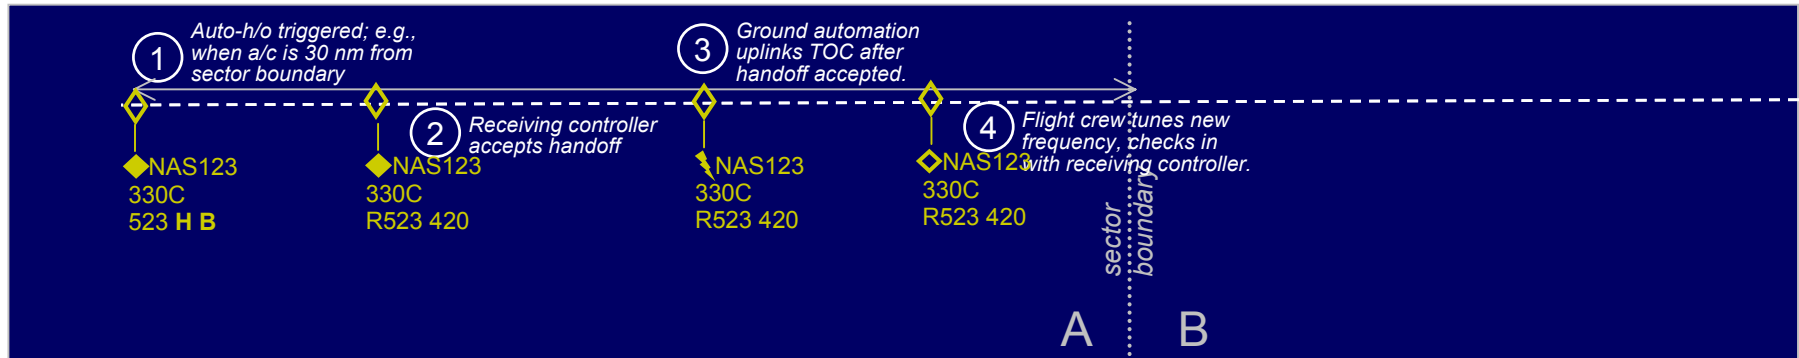 1
Auto-h/o triggered; e.g.,
when a/c is 30 nm from
sector boundary
2
Receiving controller
accepts handoff
3
Ground automation
uplinks TOC after
handoff accepted.
4
Flight crew tunes new
frequency, checks in
with receiving controller.
NAS123
330C
523 H B
NAS123
330C
R523 420
NAS123
330C
R523 420
NAS123
330C
R523 420
sector
boundary
A
B